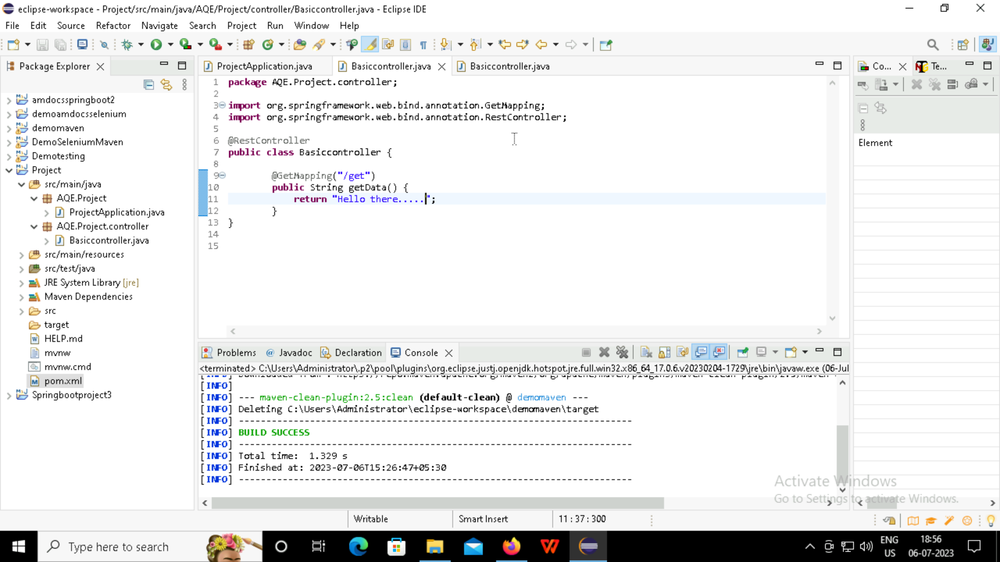 eclipse-workspace - Project/src/main/java/AQE/Project/controller/Basiccontroller.java - Eclipse IDE
File Edit Source Refactor Navigate Search Project Run Window Help
Package Explorer
ProjectApplication.java Basiccontroller.java Basiccontroller.java
Co... Te...
amdocsspringboot2
demoamdocsselenium
demomaven
DemoSeleniumMaven
Demotesting
Project
src/main/java
AQE.Project
ProjectApplication.java
AQE.Project.controller
Basiccontroller.java
src/main/resources
src/test/java
JRE System Library [jre]
Maven Dependencies
src
target
HELP.md
mvnw
mvnw.cmd
pom.xml
Springbootproject3
1 package AQE.Project.controller;
2
3 import org.springframework.web.bind.annotation.GetMapping;
4 import org.springframework.web.bind.annotation.RestController;
5
6 @RestController
7 public class Basiccontroller {
8
9 @GetMapping("/get")
10 public String getData() {
11 return "Hello there.....";
12 }
13 }
14
15
Element
Problems @ Javadoc Declaration Console
<terminated> C:\Users\Administrator\.p2\pool\plugins\org.eclipse.justj.openjdk.hotspot.jre.full.win32.x86_64_17.0.6.v20230204-1729\jre\bin\javaw.exe (06-Jul
[INFO]
[INFO] --- maven-clean-plugin:2.5:clean (default-clean) @ demomaven ---
[INFO] Deleting C:\Users\Administrator\eclipse-workspace\demomaven\target
[INFO] ------------------------------------------------------------------------
[INFO] BUILD SUCCESS
[INFO] ------------------------------------------------------------------------
[INFO] Total time:  1.329 s
[INFO] Finished at: 2023-07-06T15:26:47+05:30
[INFO] ------------------------------------------------------------------------
Activate Windows
Go to Settings to activate Windows.
Writable Smart Insert 11 : 37 : 300
Type here to search
ENG
US
18:56
06-07-2023